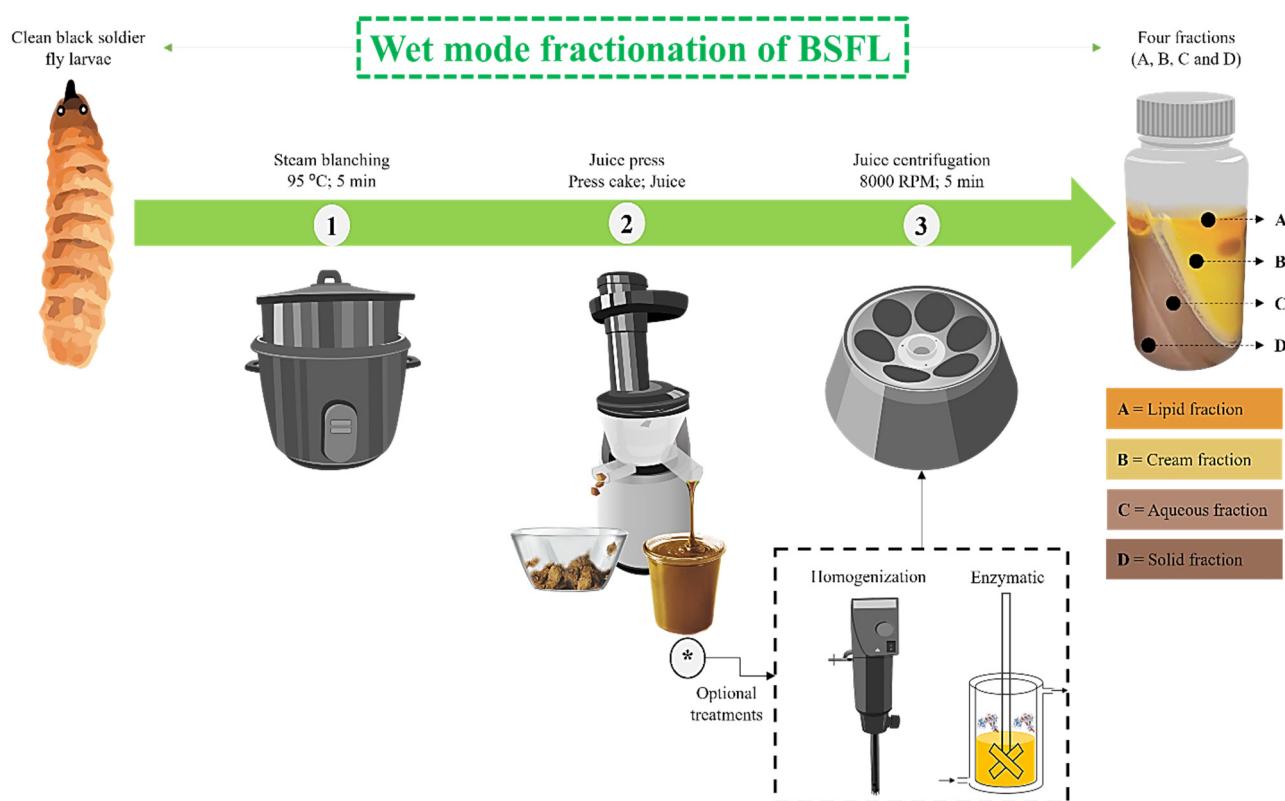 Wet mode fractionation of BSFL
Clean black soldier
fly larvae
Four fractions
(A, B, C and D)
Steam blanching
95 °C; 5 min
Juice press
Press cake; Juice
Juice centrifugation
8000 RPM; 5 min
1
2
3
A
B
C
D
A = Lipid fraction
B = Cream fraction
C = Aqueous fraction
D = Solid fraction
Homogenization
Enzymatic
*
Optional
treatments